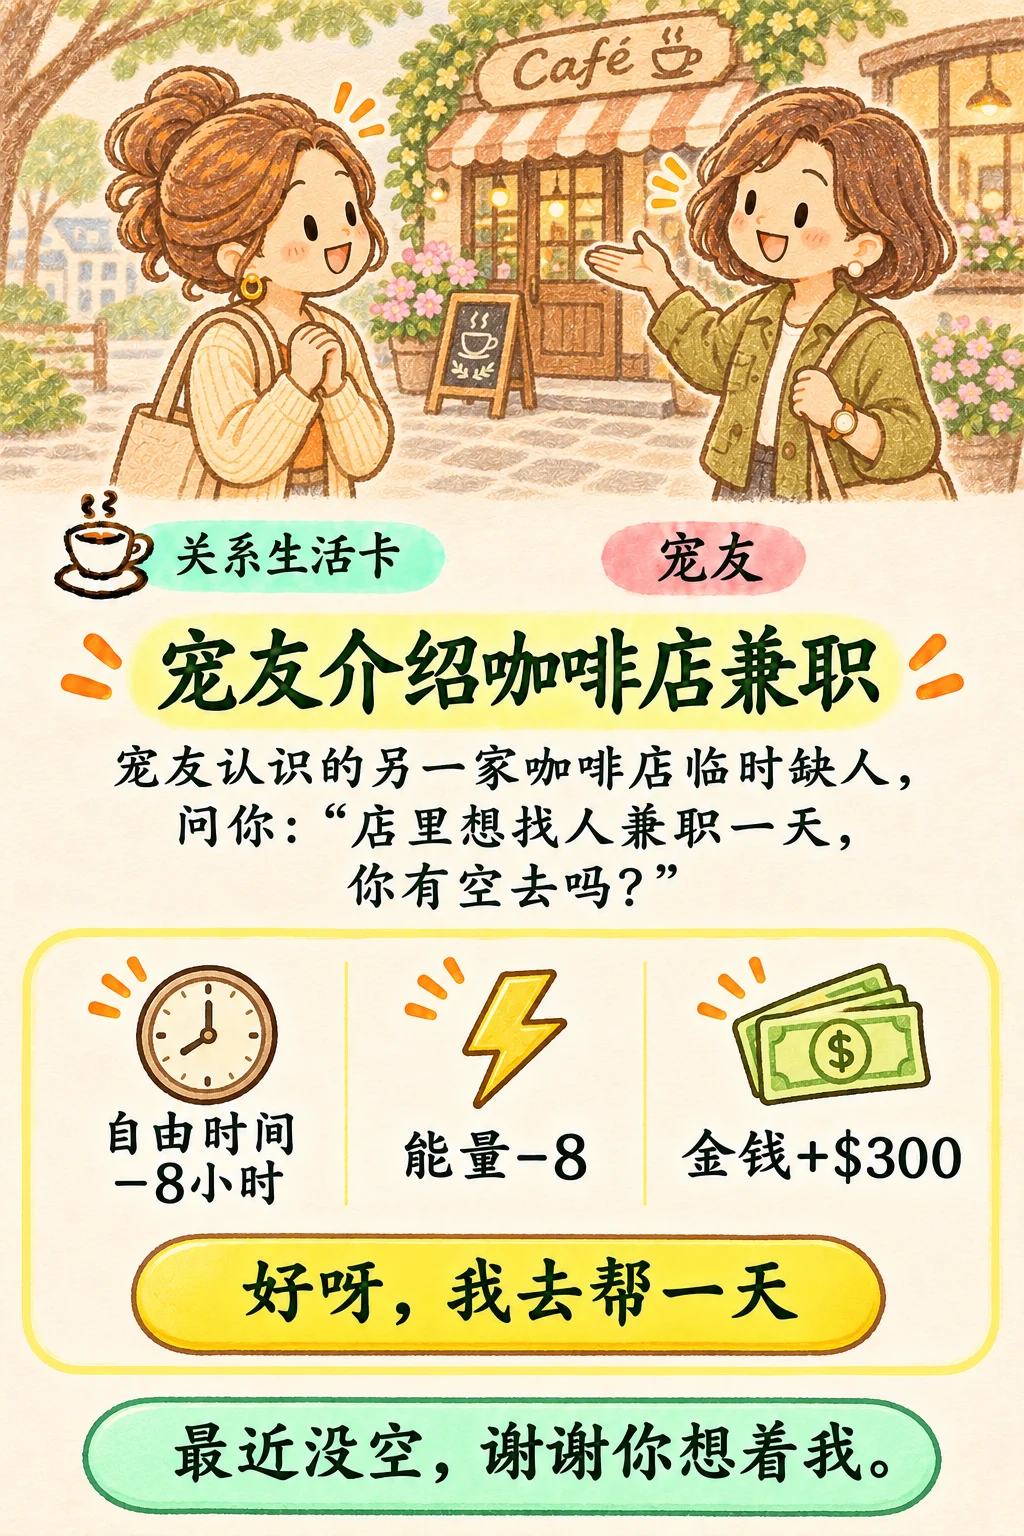 Café
关系生活卡
宠友
宠友介绍咖啡店兼职
宠友认识的另一家咖啡店临时缺人，
问你：“店里想找人兼职一天，
你有空去吗？”
自由时间
-8小时
能量-8
$
金钱+$300
好呀，我去帮一天
最近没空，谢谢你想着我。